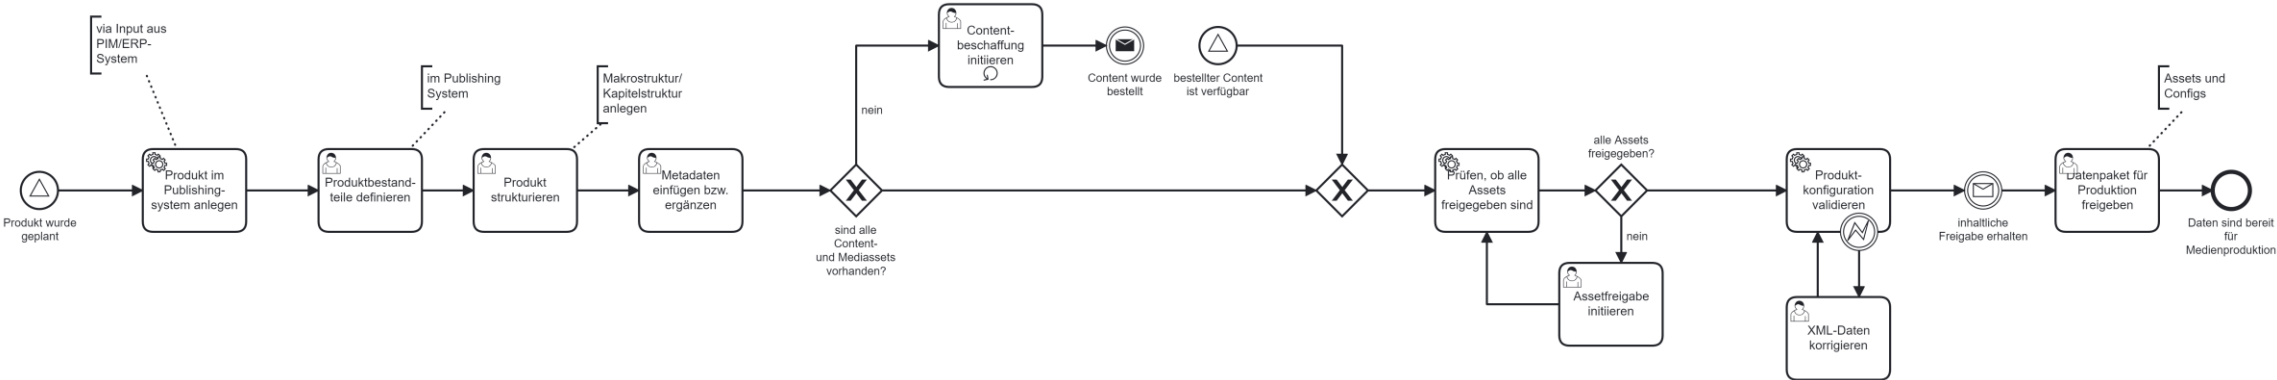 via Input aus
PIM/ERP-
System
im Publishing
System
Makrostruktur/
Kapitelstruktur
anlegen
Produkt wurde
geplant
Produkt im
Publishing-
system anlegen
Produktbestand-
teile definieren
Produkt
strukturieren
Metadaten
einfügen bzw.
ergänzen
sind alle
Content-
und Mediassets
vorhanden?
nein
Content-
beschaffung
initiieren
Content wurde
bestellt
bestellter Content
ist verfügbar
X
X
Prüfen, ob alle
Assets
freigegeben sind
alle Assets
freigegeben?
X
nein
Assetfreigabe
initiieren
Produkt-
konfiguration
validieren
XML-Daten
korrigieren
inhaltliche
Freigabe erhalten
Assets und
Configs
Datenpaket für
Produktion
freigeben
Daten sind bereit
für
Medienproduktion